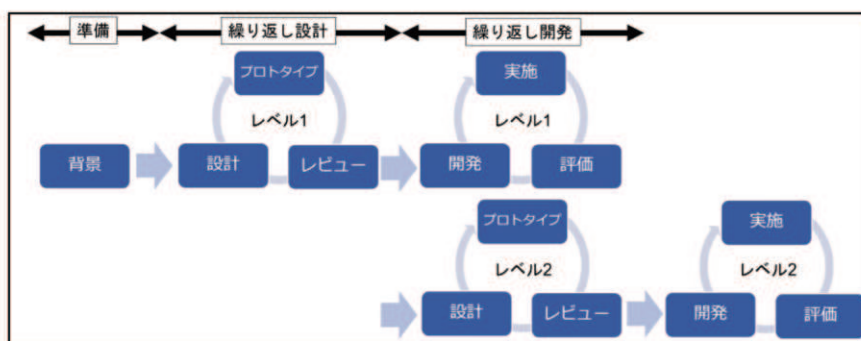 準備 繰り返し設計 繰り返し開発
プロトタイプ 実施
レベル1 レベル1
背景 設計 レビュー 開発 評価
プロトタイプ 実施
レベル2 レベル2
設計 レビュー 開発 評価